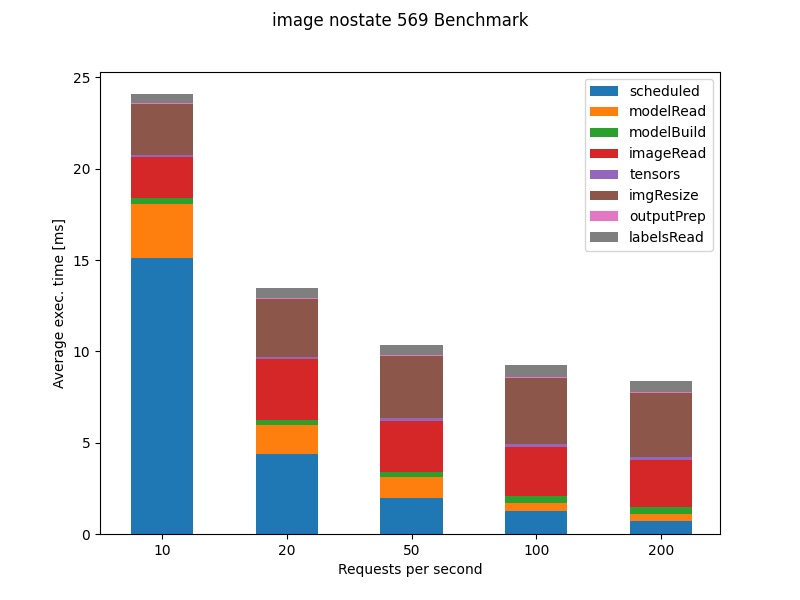 image nostate 569 Benchmark
25
20
15
10
5
0
Average exec. time [ms]
scheduled
modelRead
modelBuild
imageRead
tensors
imgResize
outputPrep
labelsRead
10 20 50 100 200
Requests per second